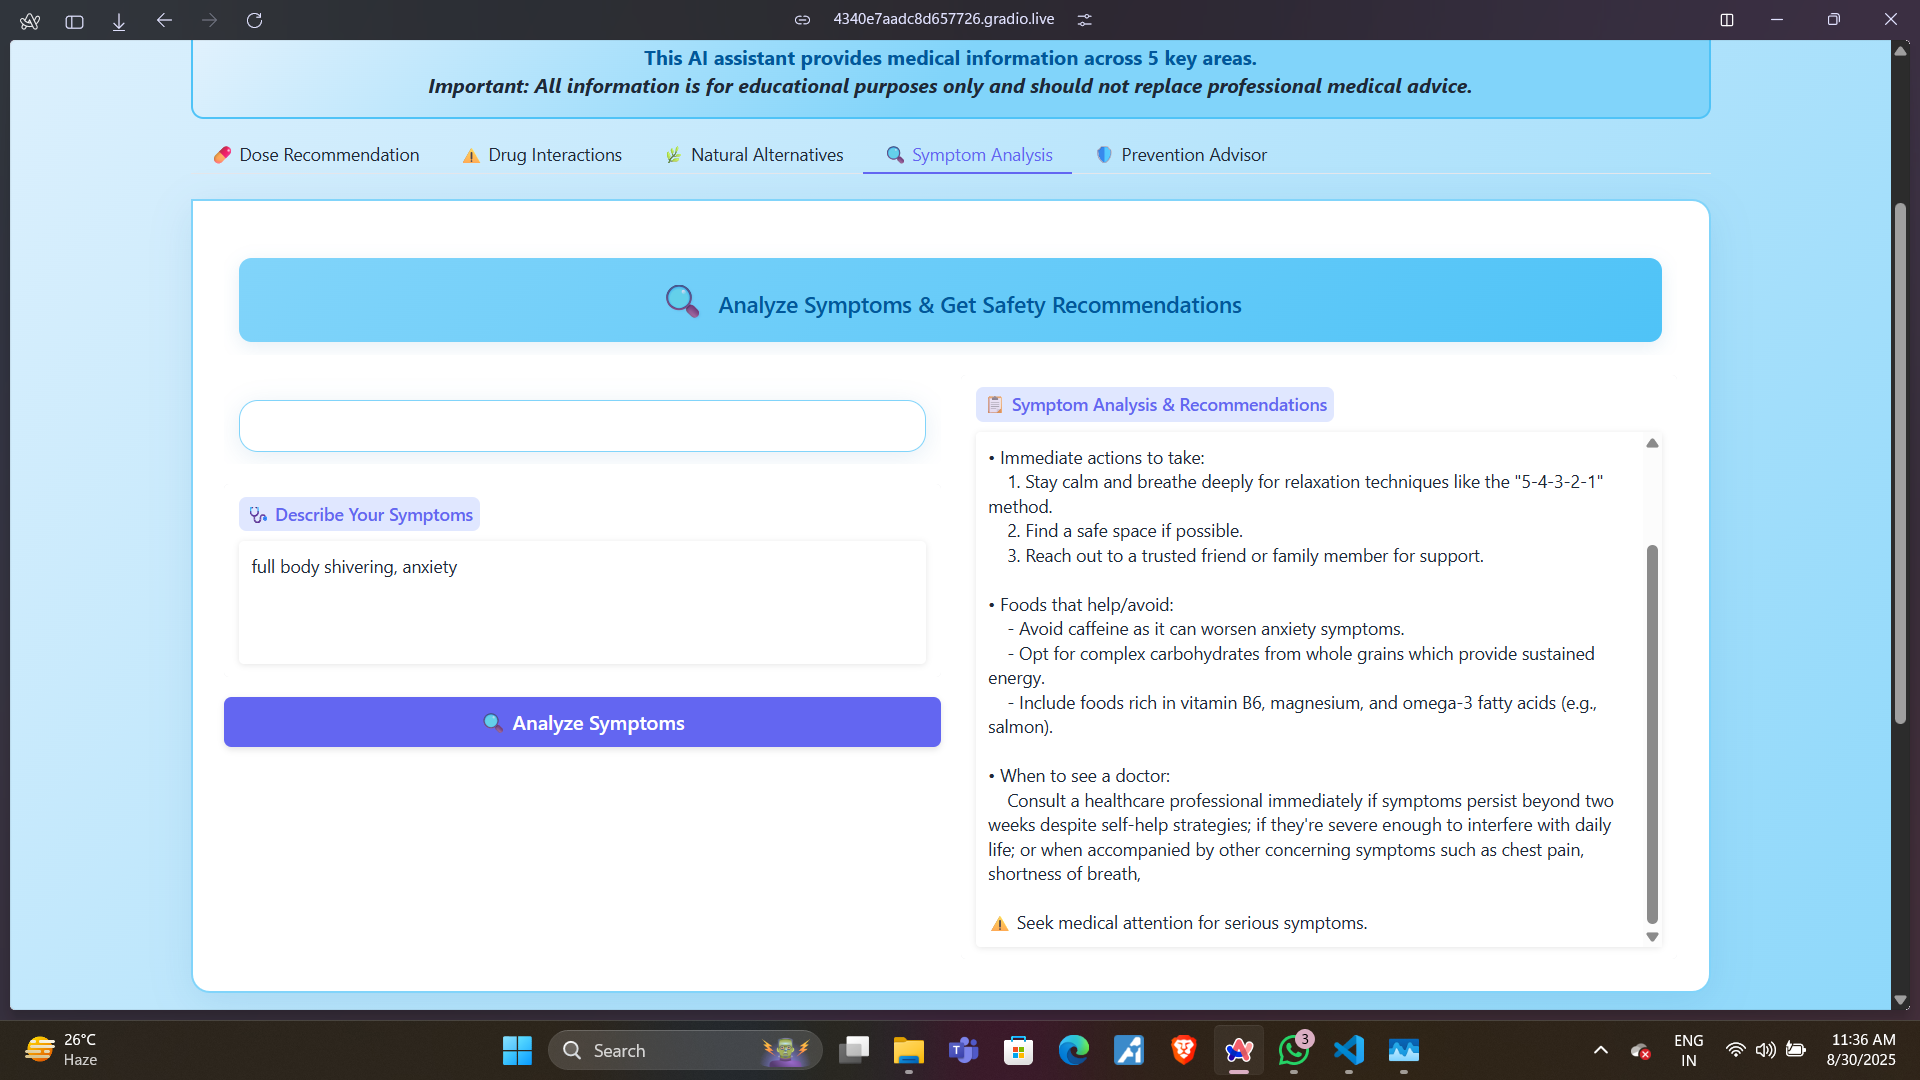 4340e7aadc8d657726.gradio.live
This AI assistant provides medical information across 5 key areas.
Important: All information is for educational purposes only and should not replace professional medical advice.
Dose Recommendation
Drug Interactions
Natural Alternatives
Symptom Analysis
Prevention Advisor
Analyze Symptoms & Get Safety Recommendations
Describe Your Symptoms
full body shivering, anxiety
Analyze Symptoms
Symptom Analysis & Recommendations
• Immediate actions to take:
1. Stay calm and breathe deeply for relaxation techniques like the "5-4-3-2-1"
method.
2. Find a safe space if possible.
3. Reach out to a trusted friend or family member for support.
• Foods that help/avoid:
- Avoid caffeine as it can worsen anxiety symptoms.
- Opt for complex carbohydrates from whole grains which provide sustained
energy.
- Include foods rich in vitamin B6, magnesium, and omega-3 fatty acids (e.g.,
salmon).
• When to see a doctor:
Consult a healthcare professional immediately if symptoms persist beyond two
weeks despite self-help strategies; if they're severe enough to interfere with daily
life; or when accompanied by other concerning symptoms such as chest pain,
shortness of breath,
Seek medical attention for serious symptoms.
26°C
Haze
Search
3
ENG
IN
11:36 AM
8/30/2025